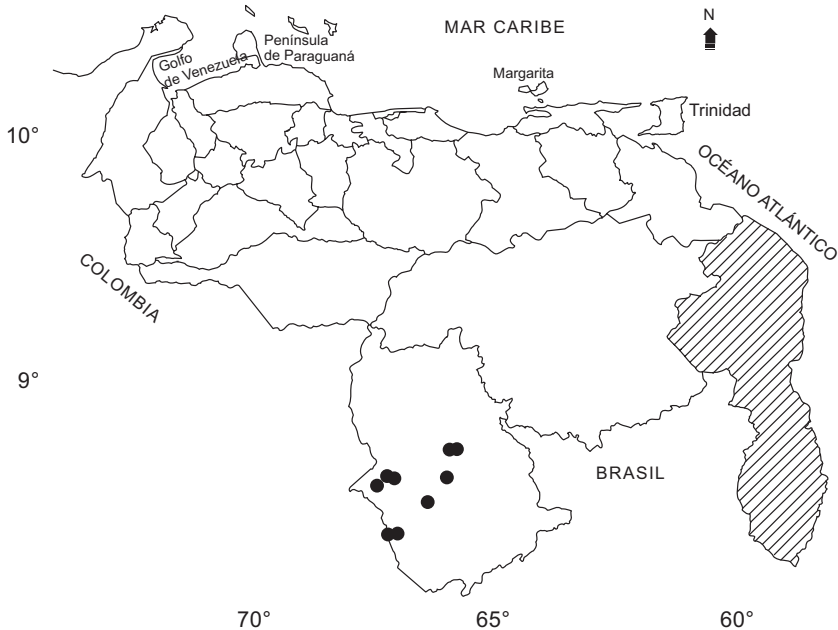 N
MAR CARIBE
Península
de Paraguaná
Golfo
de Venezuela
Margarita
Trinidad
10°
OCÉANO ATLÁNTICO
COLOMBIA
9°
BRASIL
70°
65°
60°